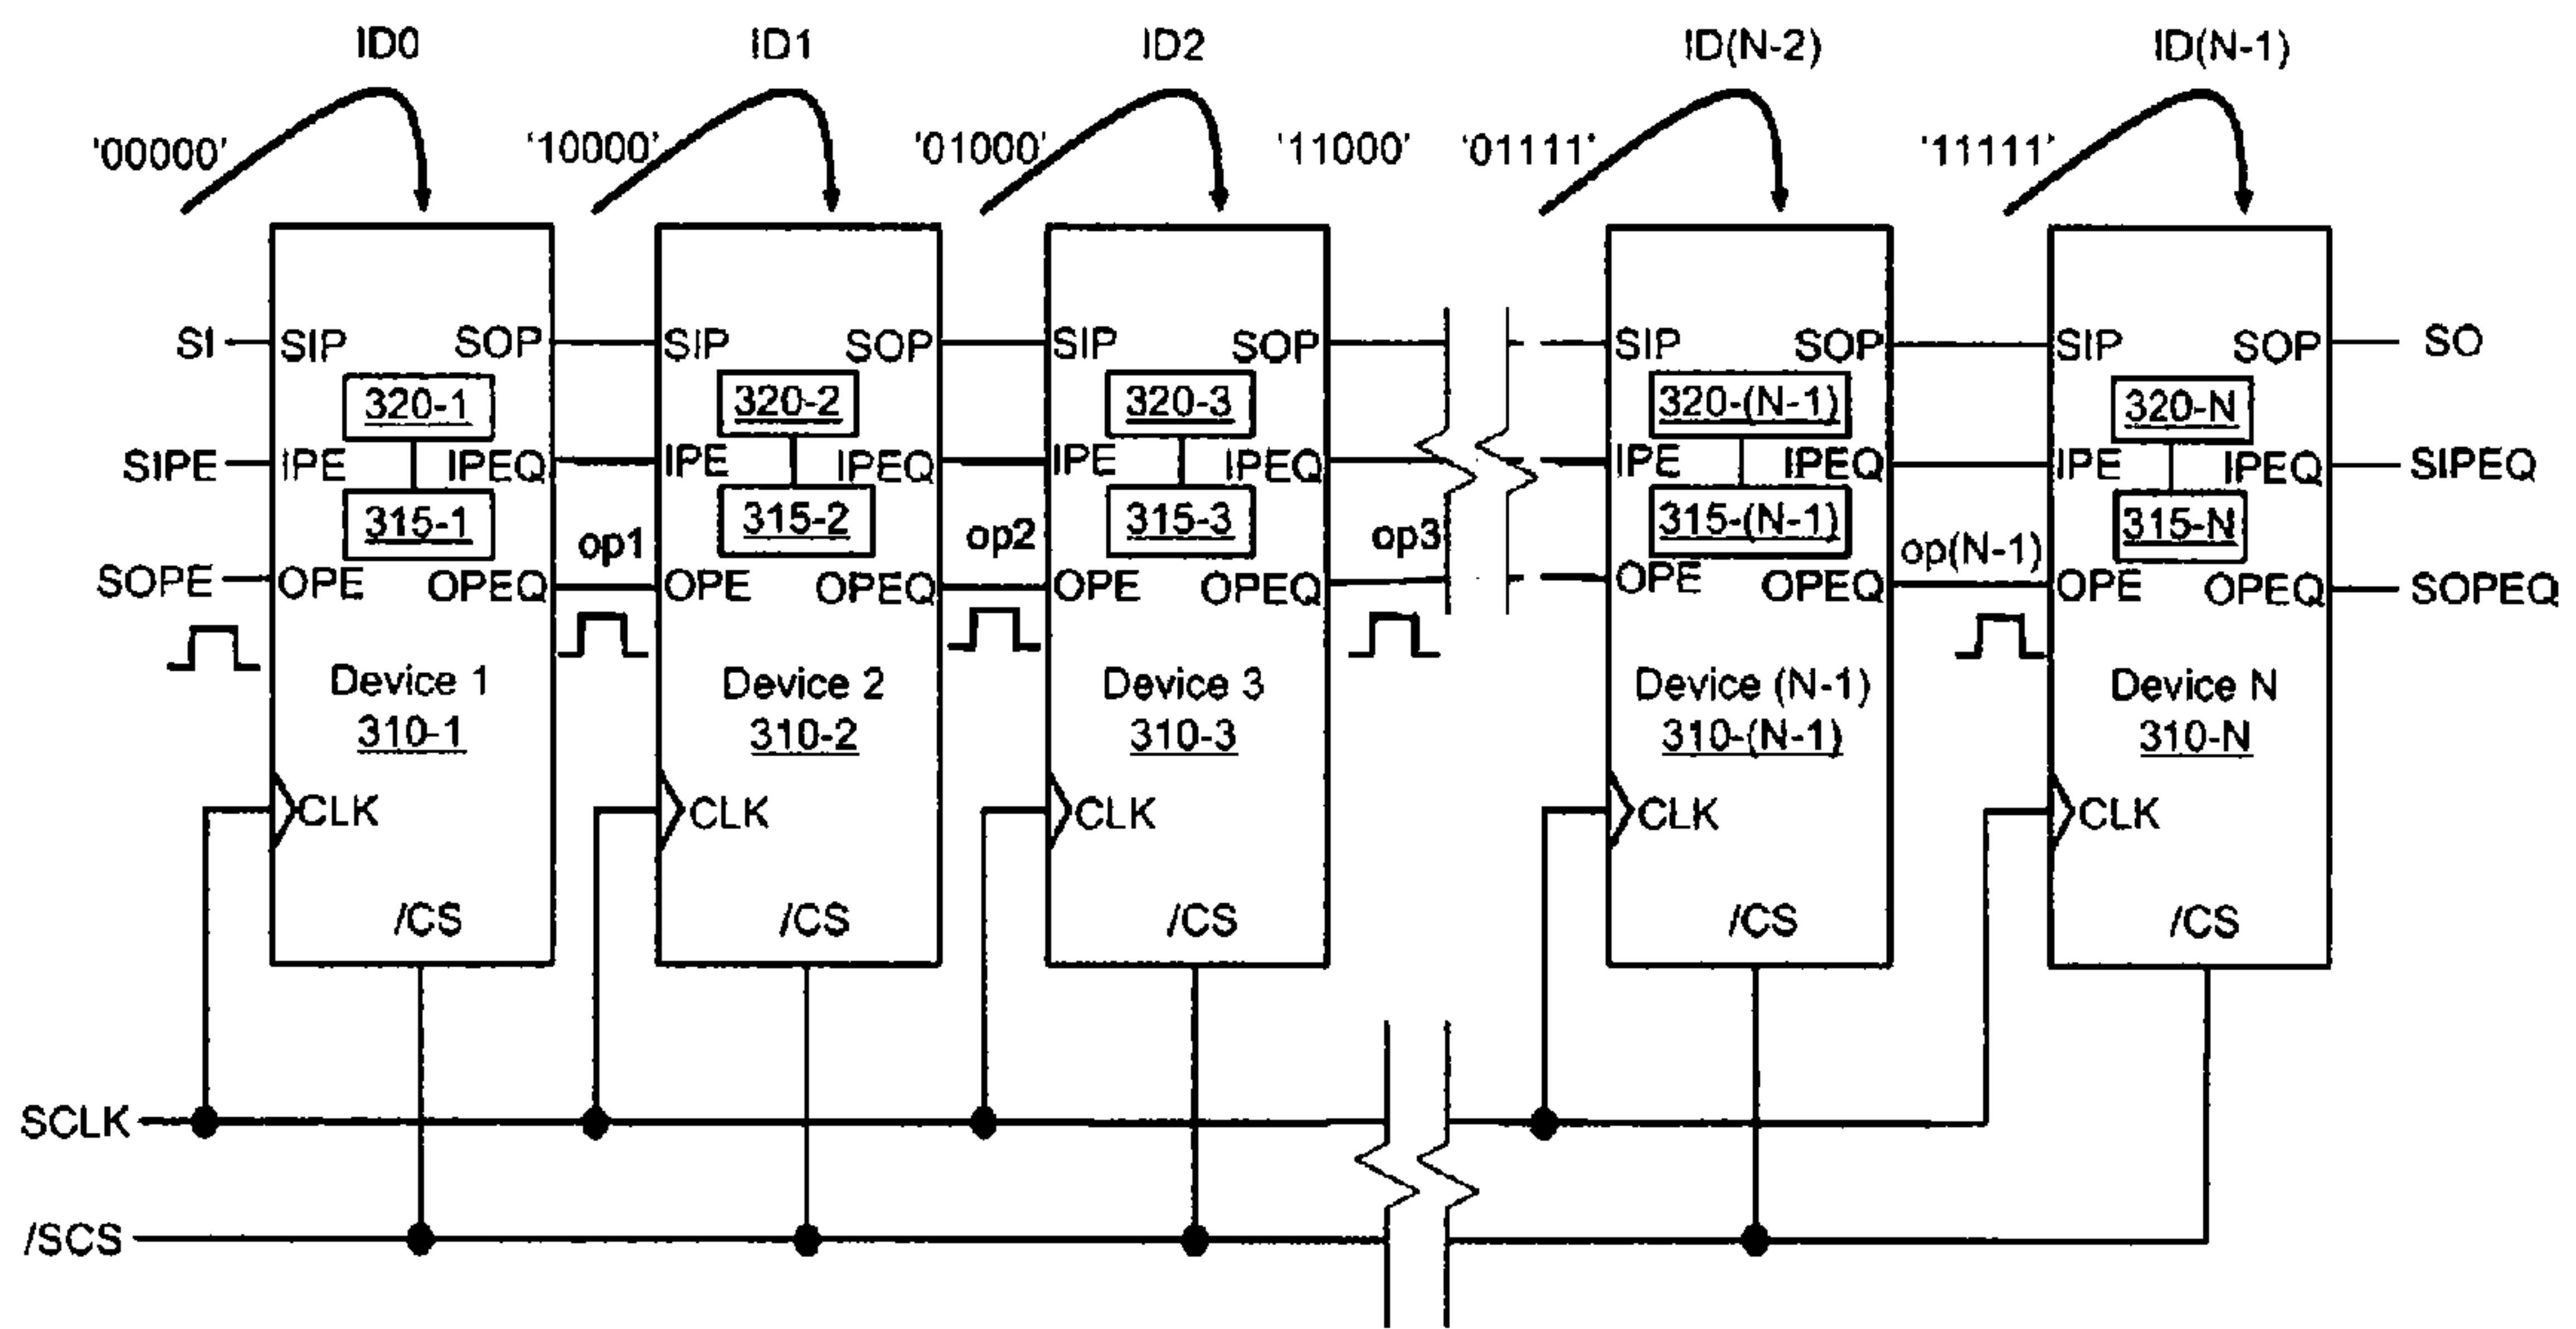 ID0 ID1 ID2 ID(N-2) ID(N-1)
'00000' '10000' '01000' '11000' '01111' '11111'
SI SIP SOP SIP SOP SIP SOP SIP SOP SIP SOP SO
320-1 320-2 320-3 320-(N-1) 320-N
SIPE IPE IPEQ IPE IPEQ IPE IPEQ IPE IPEQ IPE IPEQ SIPEQ
315-1 315-2 315-3 315-(N-1) 315-N
op1 op2 op3 op(N-1)
SOPE OPE OPEQ OPE OPEQ OPE OPEQ OPE OPEQ OPE OPEQ SOPEQ
Device 1 Device 2 Device 3 Device (N-1) Device N
310-1 310-2 310-3 310-(N-1) 310-N
CLK CLK CLK CLK CLK
/CS /CS /CS /CS /CS
SCLK
/SCS